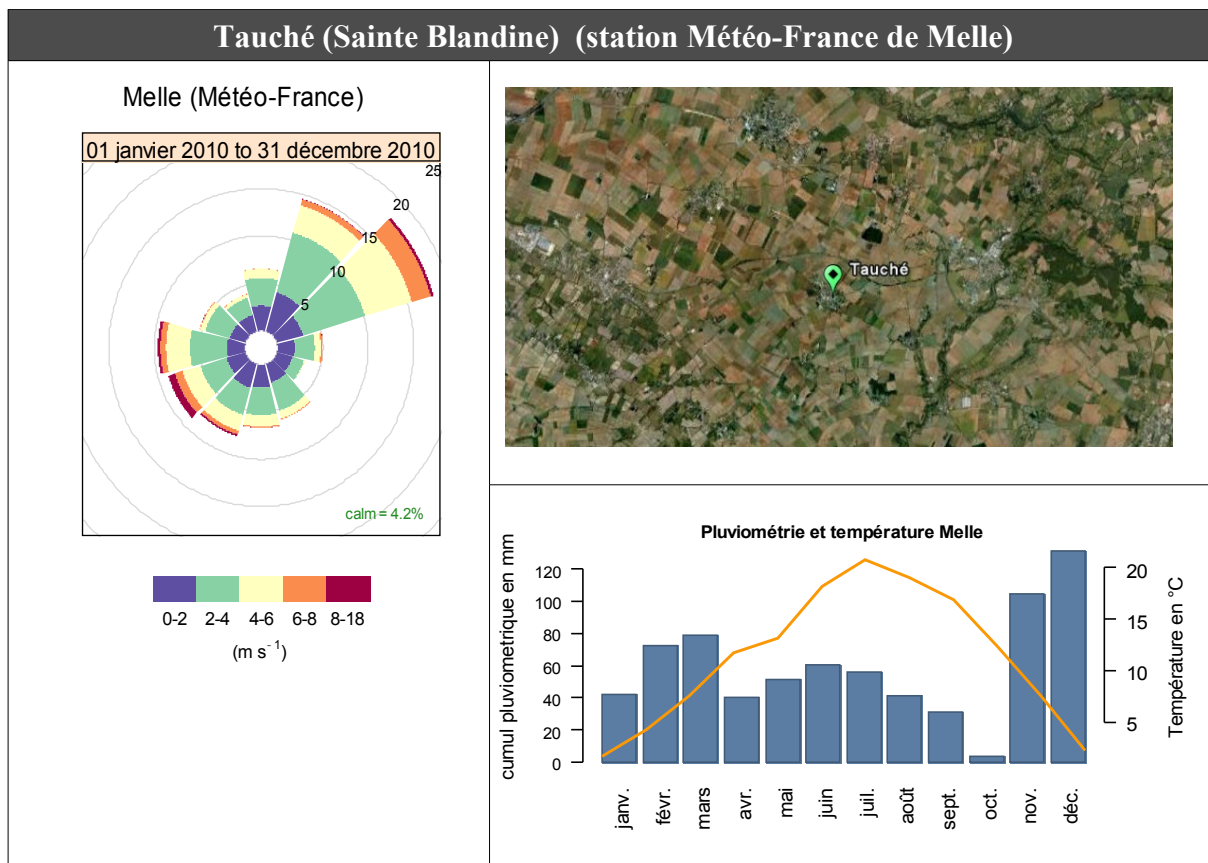 Tauché (Sainte Blandine) (station Météo-France de Melle)
Melle (Météo-France)
01 janvier 2010 to 31 décembre 2010
25
20
15
10
5
calm = 4.2%
0-2 2-4 4-6 6-8 8-18
(m s⁻¹)
Tauché
Pluviométrie et température Melle
cumul pluviometrique en mm
120
100
80
60
40
20
0
20
15
10
5
Température en °C
janv. févr. mars avr. mai juin juil. août sept. oct. nov. déc.